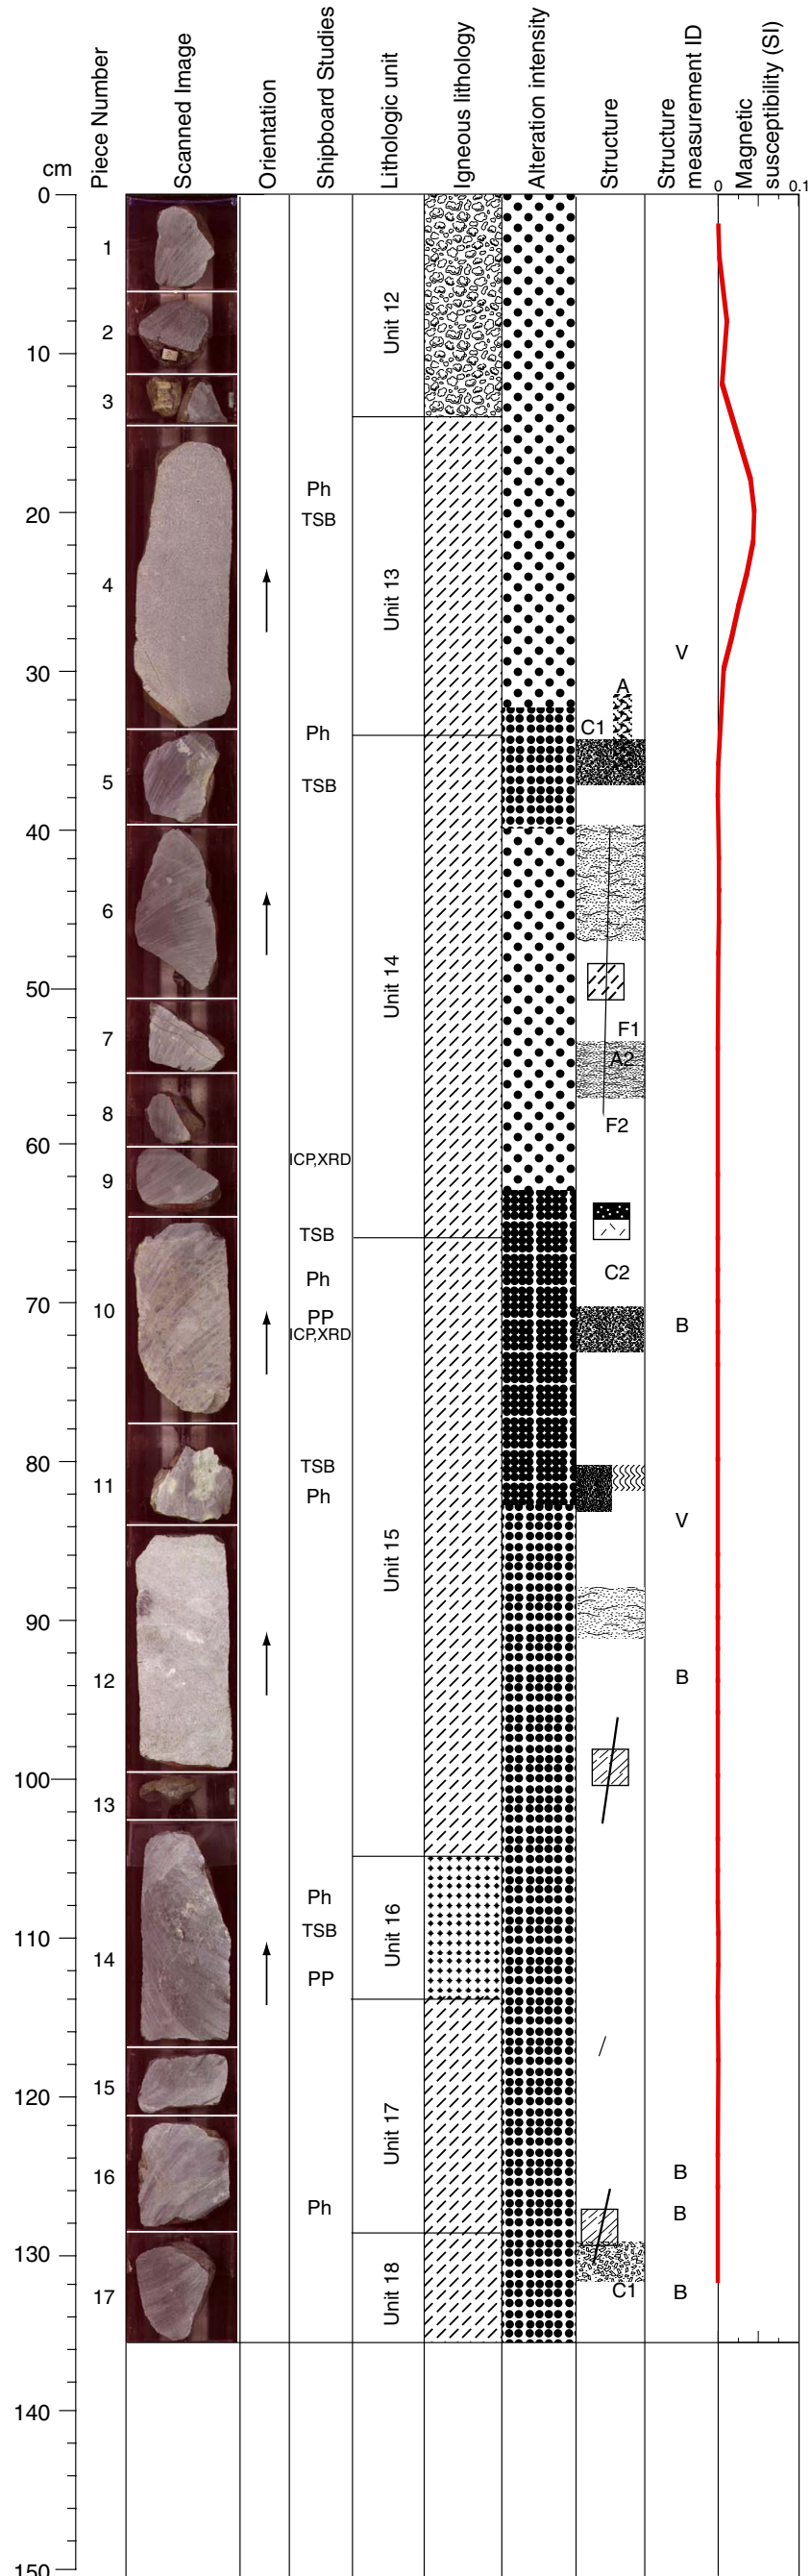 cm
Piece Number
Scanned Image
Orientation
Shipboard Studies
Lithologic unit
Igneous lithology
Alteration intensity
Structure
Structure
measurement ID
Magnetic
susceptibility (SI)
0 0.1
0
1
Unit 12
2
10
3
Ph
20
TSB
4
Unit 13
V
30
A
C1
Ph
5
TSB
40
6
Unit 14
50
F1
7
A2
8
F2
60
ICP,XRD
9
TSB
C2
Ph
70
10
PP
B
ICP,XRD
80
TSB
11
Ph
V
Unit 15
90
12
B
100
13
Ph
110
TSB
Unit 16
14
PP
15
120
Unit 17
16
B
Ph
B
130
17
Unit 18
C1
B
140
150